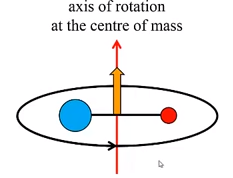 axis of rotation
at the centre of mass